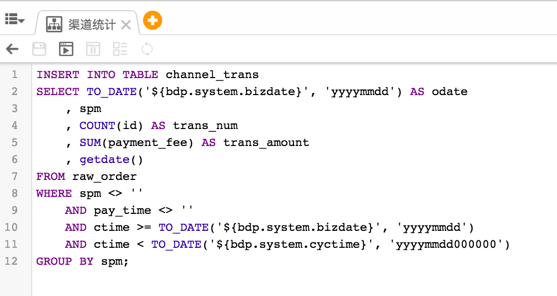 渠道统计
1 INSERT INTO TABLE channel_trans
2 SELECT TO_DATE('${bdp.system.bizdate}', 'yyyymmdd') AS odate
3     , spm
4     , COUNT(id) AS trans_num
5     , SUM(payment_fee) AS trans_amount
6     , getdate()
7 FROM raw_order
8 WHERE spm <> ''
9     AND pay_time <> ''
10     AND ctime >= TO_DATE('${bdp.system.bizdate}', 'yyyymmdd')
11     AND ctime < TO_DATE('${bdp.system.cyctime}', 'yyyymmdd000000')
12 GROUP BY spm;